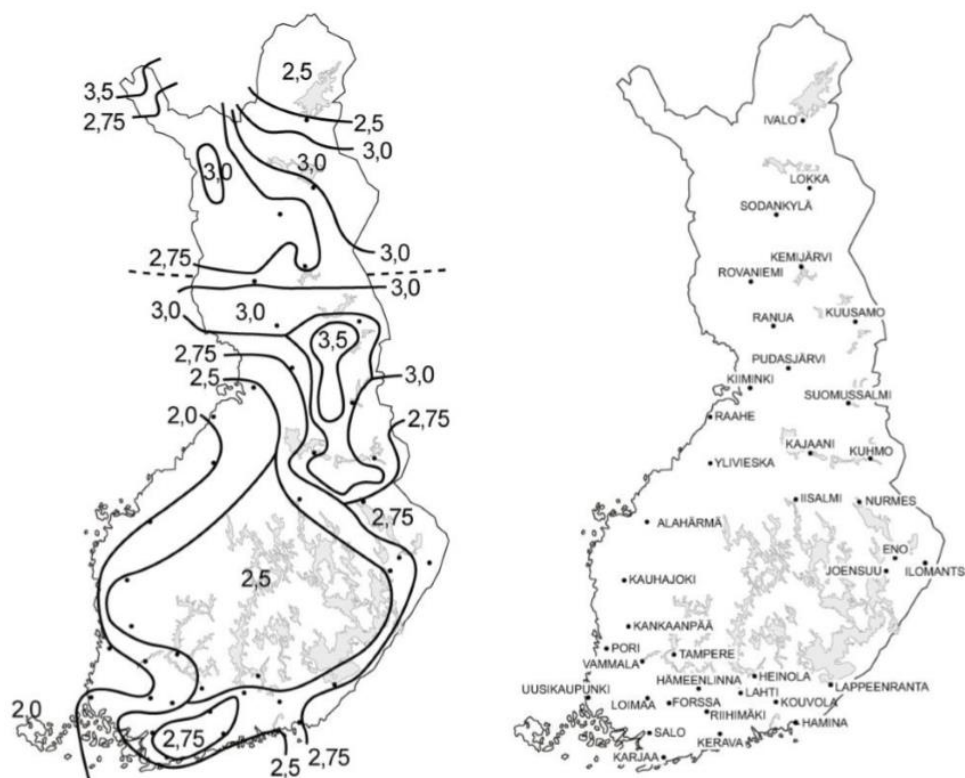 2,5
3,5
2,75
2,5
3,0
3,0
3,0
2,75
3,0
3,0
3,0
3,0
3,5
2,75
2,5
3,0
2,0
2,75
2,75
2,5
2,0
2,75
2,75
2,5
IVALO
LOKKA
SODANKYLÄ
KEMIJÄRVI
ROVANIEMI
RANUA
KUUSAMO
PUDASJÄRVI
KIIMINKI
SUOMUSSALMI
RAAHE
KAJAANI
KUHMO
YLIVIESKA
IISALMI
NURMES
ALAHÄRMÄ
ENO
JOENSUU
ILOMANTS
KAUHAJOKI
KANKAANPÄÄ
PORI
TAMPERE
VAMMALA
HEINOLA
HÄMEENLINNA
LAPPEENRANTA
UUSIKAUPUNKI
LAHTI
LOIMAA
FORSSA
KOUVOLA
RIIHIMÄKI
HAMINA
SALO
KERAVA
KARJAA